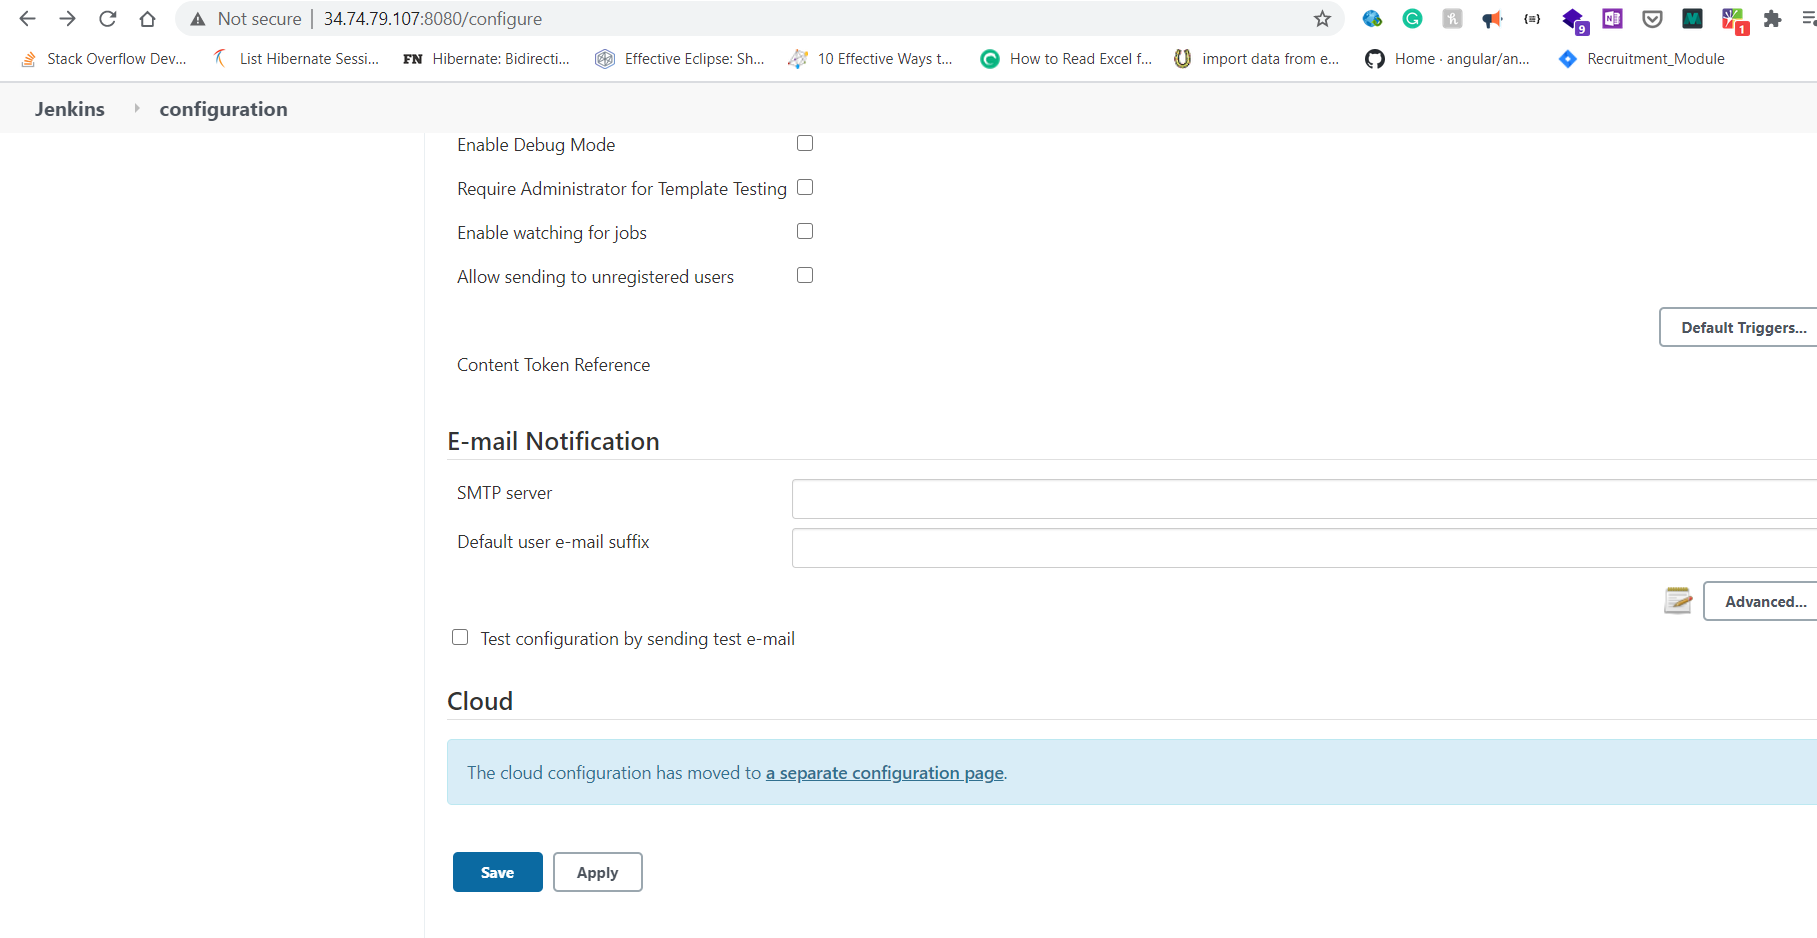 Not secure | 34.74.79.107:8080/configure
9
1
Stack Overflow Dev... List Hibernate Sessi... FN Hibernate: Bidirecti... Effective Eclipse: Sh... 10 Effective Ways t... How to Read Excel f... import data from e... Home · angular/an... Recruitment_Module
Jenkins configuration
Enable Debug Mode
Require Administrator for Template Testing
Enable watching for jobs
Allow sending to unregistered users
Default Triggers...
Content Token Reference
E-mail Notification
SMTP server
Default user e-mail suffix
Advanced...
Test configuration by sending test e-mail
Cloud
The cloud configuration has moved to a separate configuration page.
Save Apply